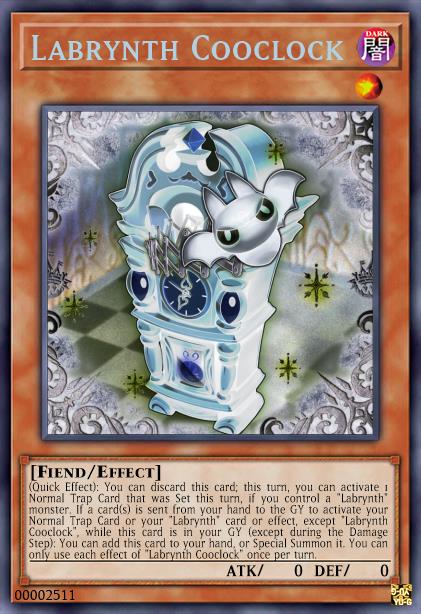 LABRYNTH COOCLOCK
DARK
闇
[FIEND/EFFECT]
(Quick Effect): You can discard this card; this turn, you can activate 1
Normal Trap Card that was Set this turn, if you control a "Labrynth"
monster. If a card(s) is sent from your hand to the GY to activate your
Normal Trap Card or your "Labrynth" card or effect, except "Labrynth
Cooclock", while this card is in your GY (except during the Damage
Step): You can add this card to your hand, or Special Summon it. You can
only use each effect of "Labrynth Cooclock" once per turn.
ATK/ 0 DEF/ 0
00002511